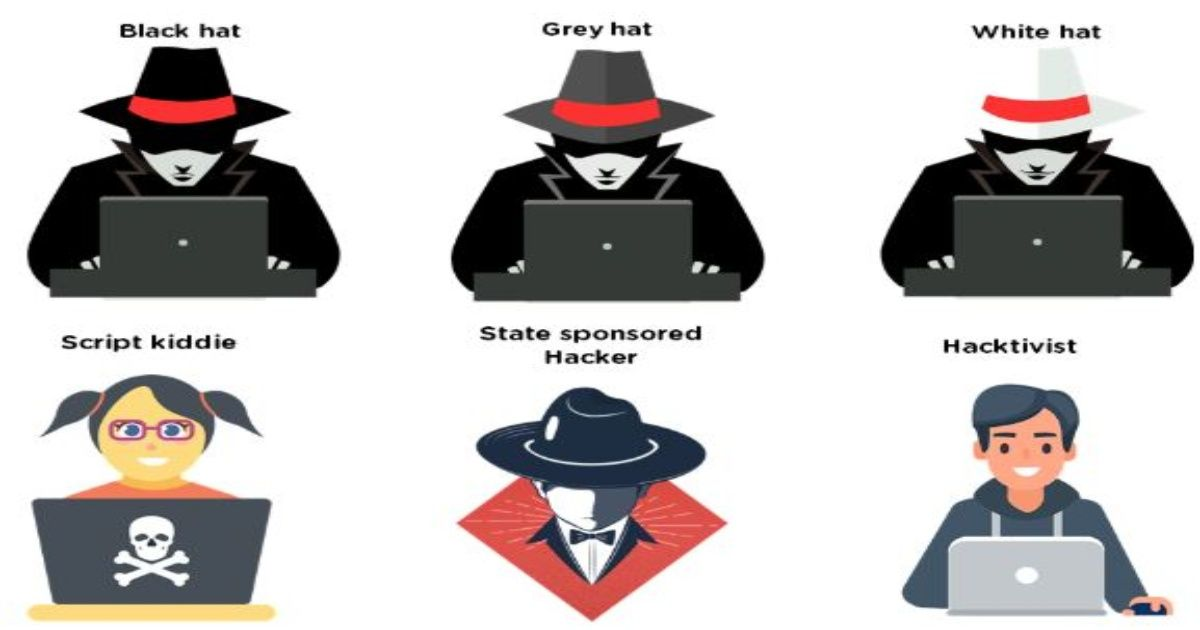 Black hat
Grey hat
White hat
Script kiddie
State sponsored
Hacker
Hacktivist